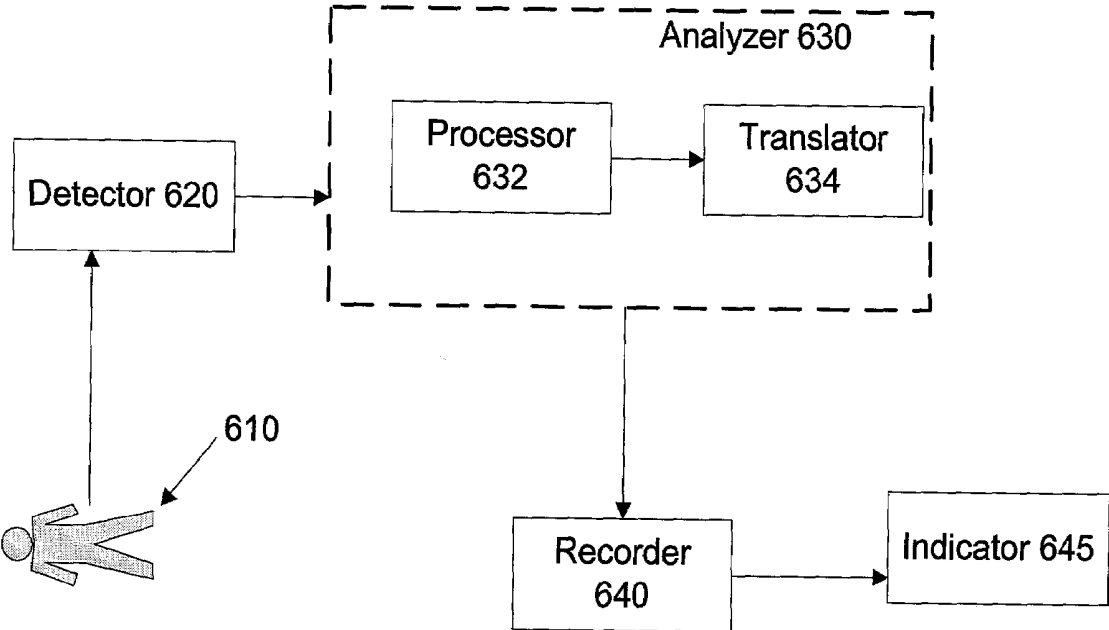 Analyzer 630
Processor
632
Translator
634
Detector 620
610
Recorder
640
Indicator 645